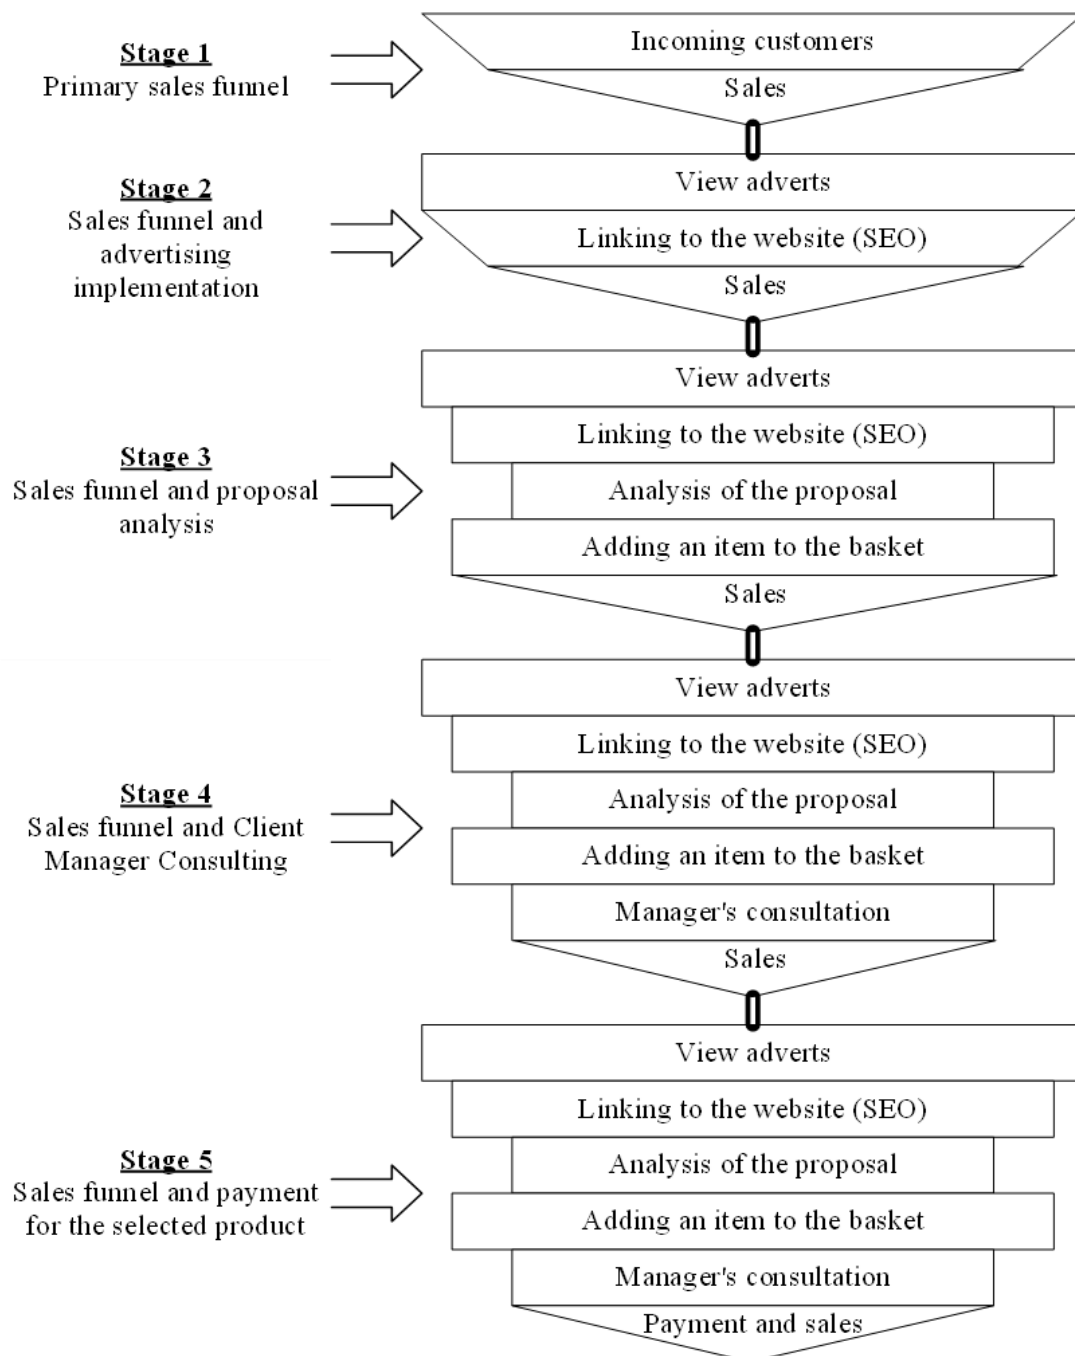 Stage 1
Primary sales funnel
Incoming customers
Sales
Stage 2
Sales funnel and
advertising
implementation
View adverts
Linking to the website (SEO)
Sales
Stage 3
Sales funnel and proposal
analysis
View adverts
Linking to the website (SEO)
Analysis of the proposal
Adding an item to the basket
Sales
Stage 4
Sales funnel and Client
Manager Consulting
View adverts
Linking to the website (SEO)
Analysis of the proposal
Adding an item to the basket
Manager's consultation
Sales
Stage 5
Sales funnel and payment
for the selected product
View adverts
Linking to the website (SEO)
Analysis of the proposal
Adding an item to the basket
Manager's consultation
Payment and sales